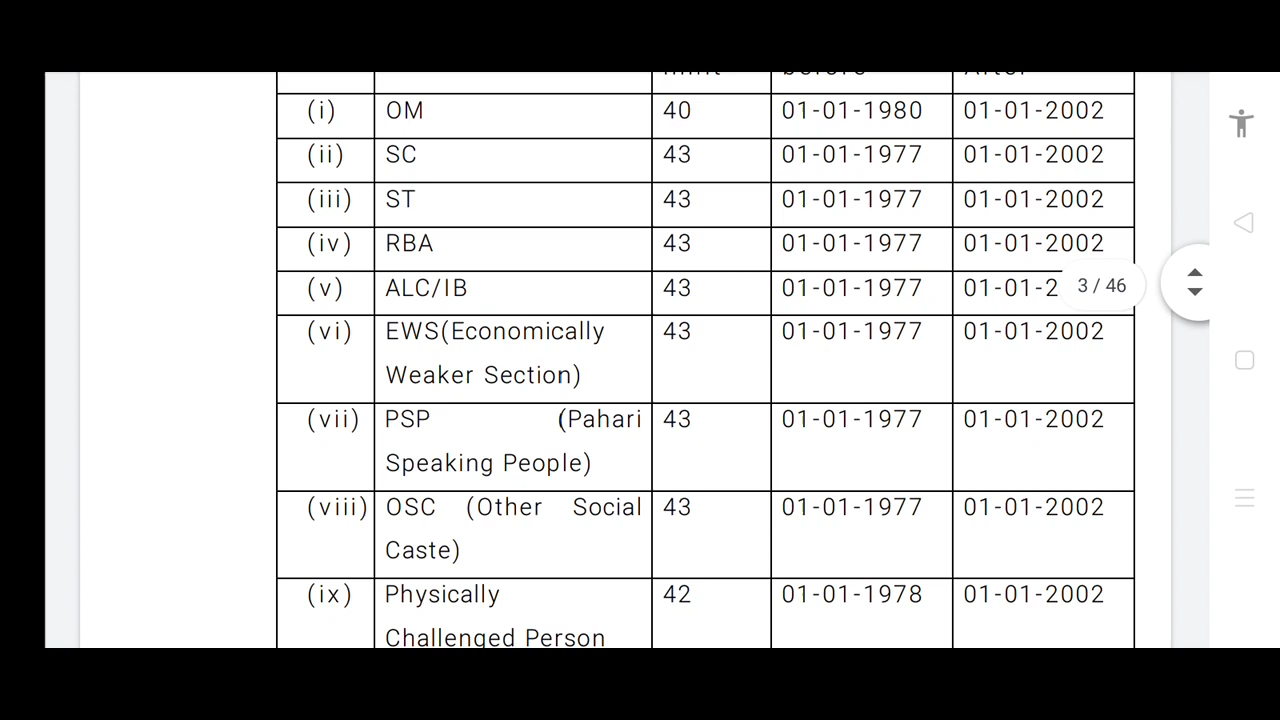 (i) OM 40 01-01-1980 01-01-2002
(ii) SC 43 01-01-1977 01-01-2002
(iii) ST 43 01-01-1977 01-01-2002
(iv) RBA 43 01-01-1977 01-01-2002
(v) ALC/IB 43 01-01-1977 01-01-2
3 / 46
(vi) EWS(Economically 43 01-01-1977 01-01-2002
Weaker Section)
(vii) PSP (Pahari 43 01-01-1977 01-01-2002
Speaking People)
(viii) OSC (Other Social 43 01-01-1977 01-01-2002
Caste)
(ix) Physically 42 01-01-1978 01-01-2002
Challenged Person